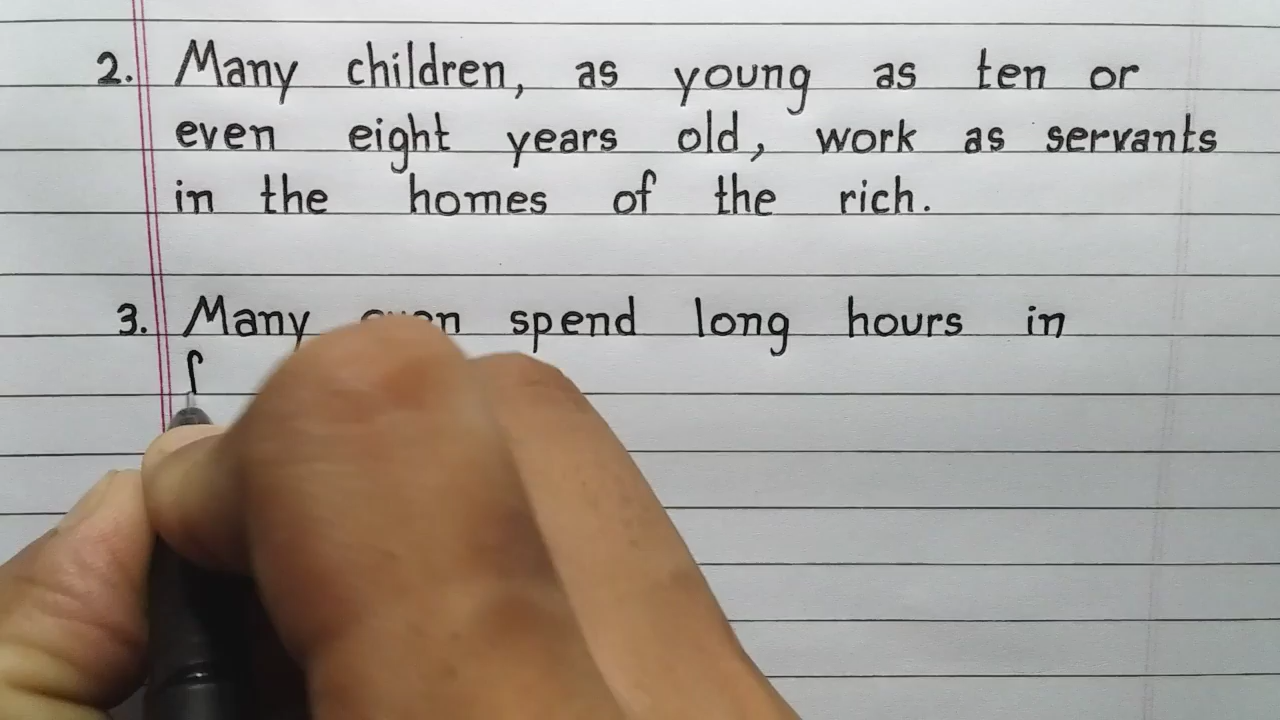 2. Many children, as young as ten or
even eight years old, work as servants
in the homes of the rich.
3. Many even spend long hours in
f